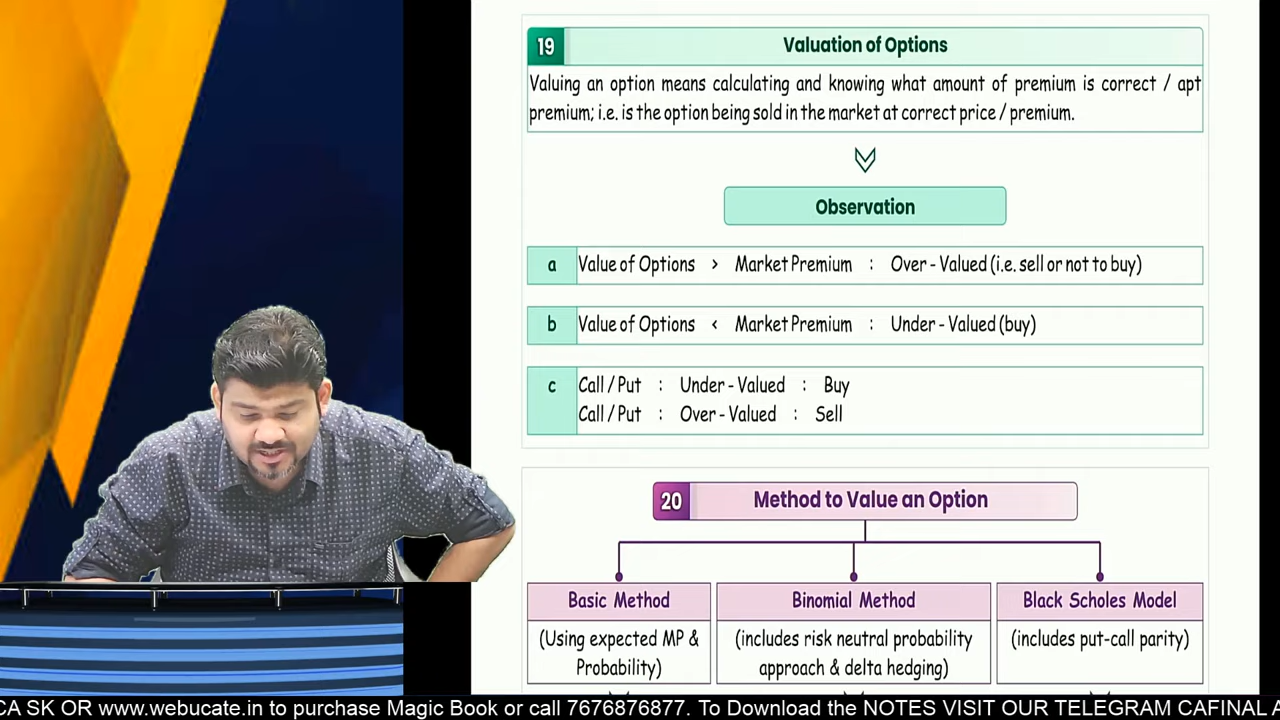 19 Valuation of Options
Valuing an option means calculating and knowing what amount of premium is correct / apt
premium; i.e. is the option being sold in the market at correct price / premium.
Observation
a Value of Options > Market Premium : Over - Valued (i.e. sell or not to buy)
b Value of Options < Market Premium : Under - Valued (buy)
c Call / Put : Under - Valued : Buy
Call / Put : Over - Valued : Sell
20 Method to Value an Option
Basic Method
(Using expected MP &
Probability)
Binomial Method
(includes risk neutral probability
approach & delta hedging)
Black Scholes Model
(includes put-call parity)
CA SK OR www.webucate.in to purchase Magic Book or call 7676876877. To Download the NOTES VISIT OUR TELEGRAM CAFINAL A